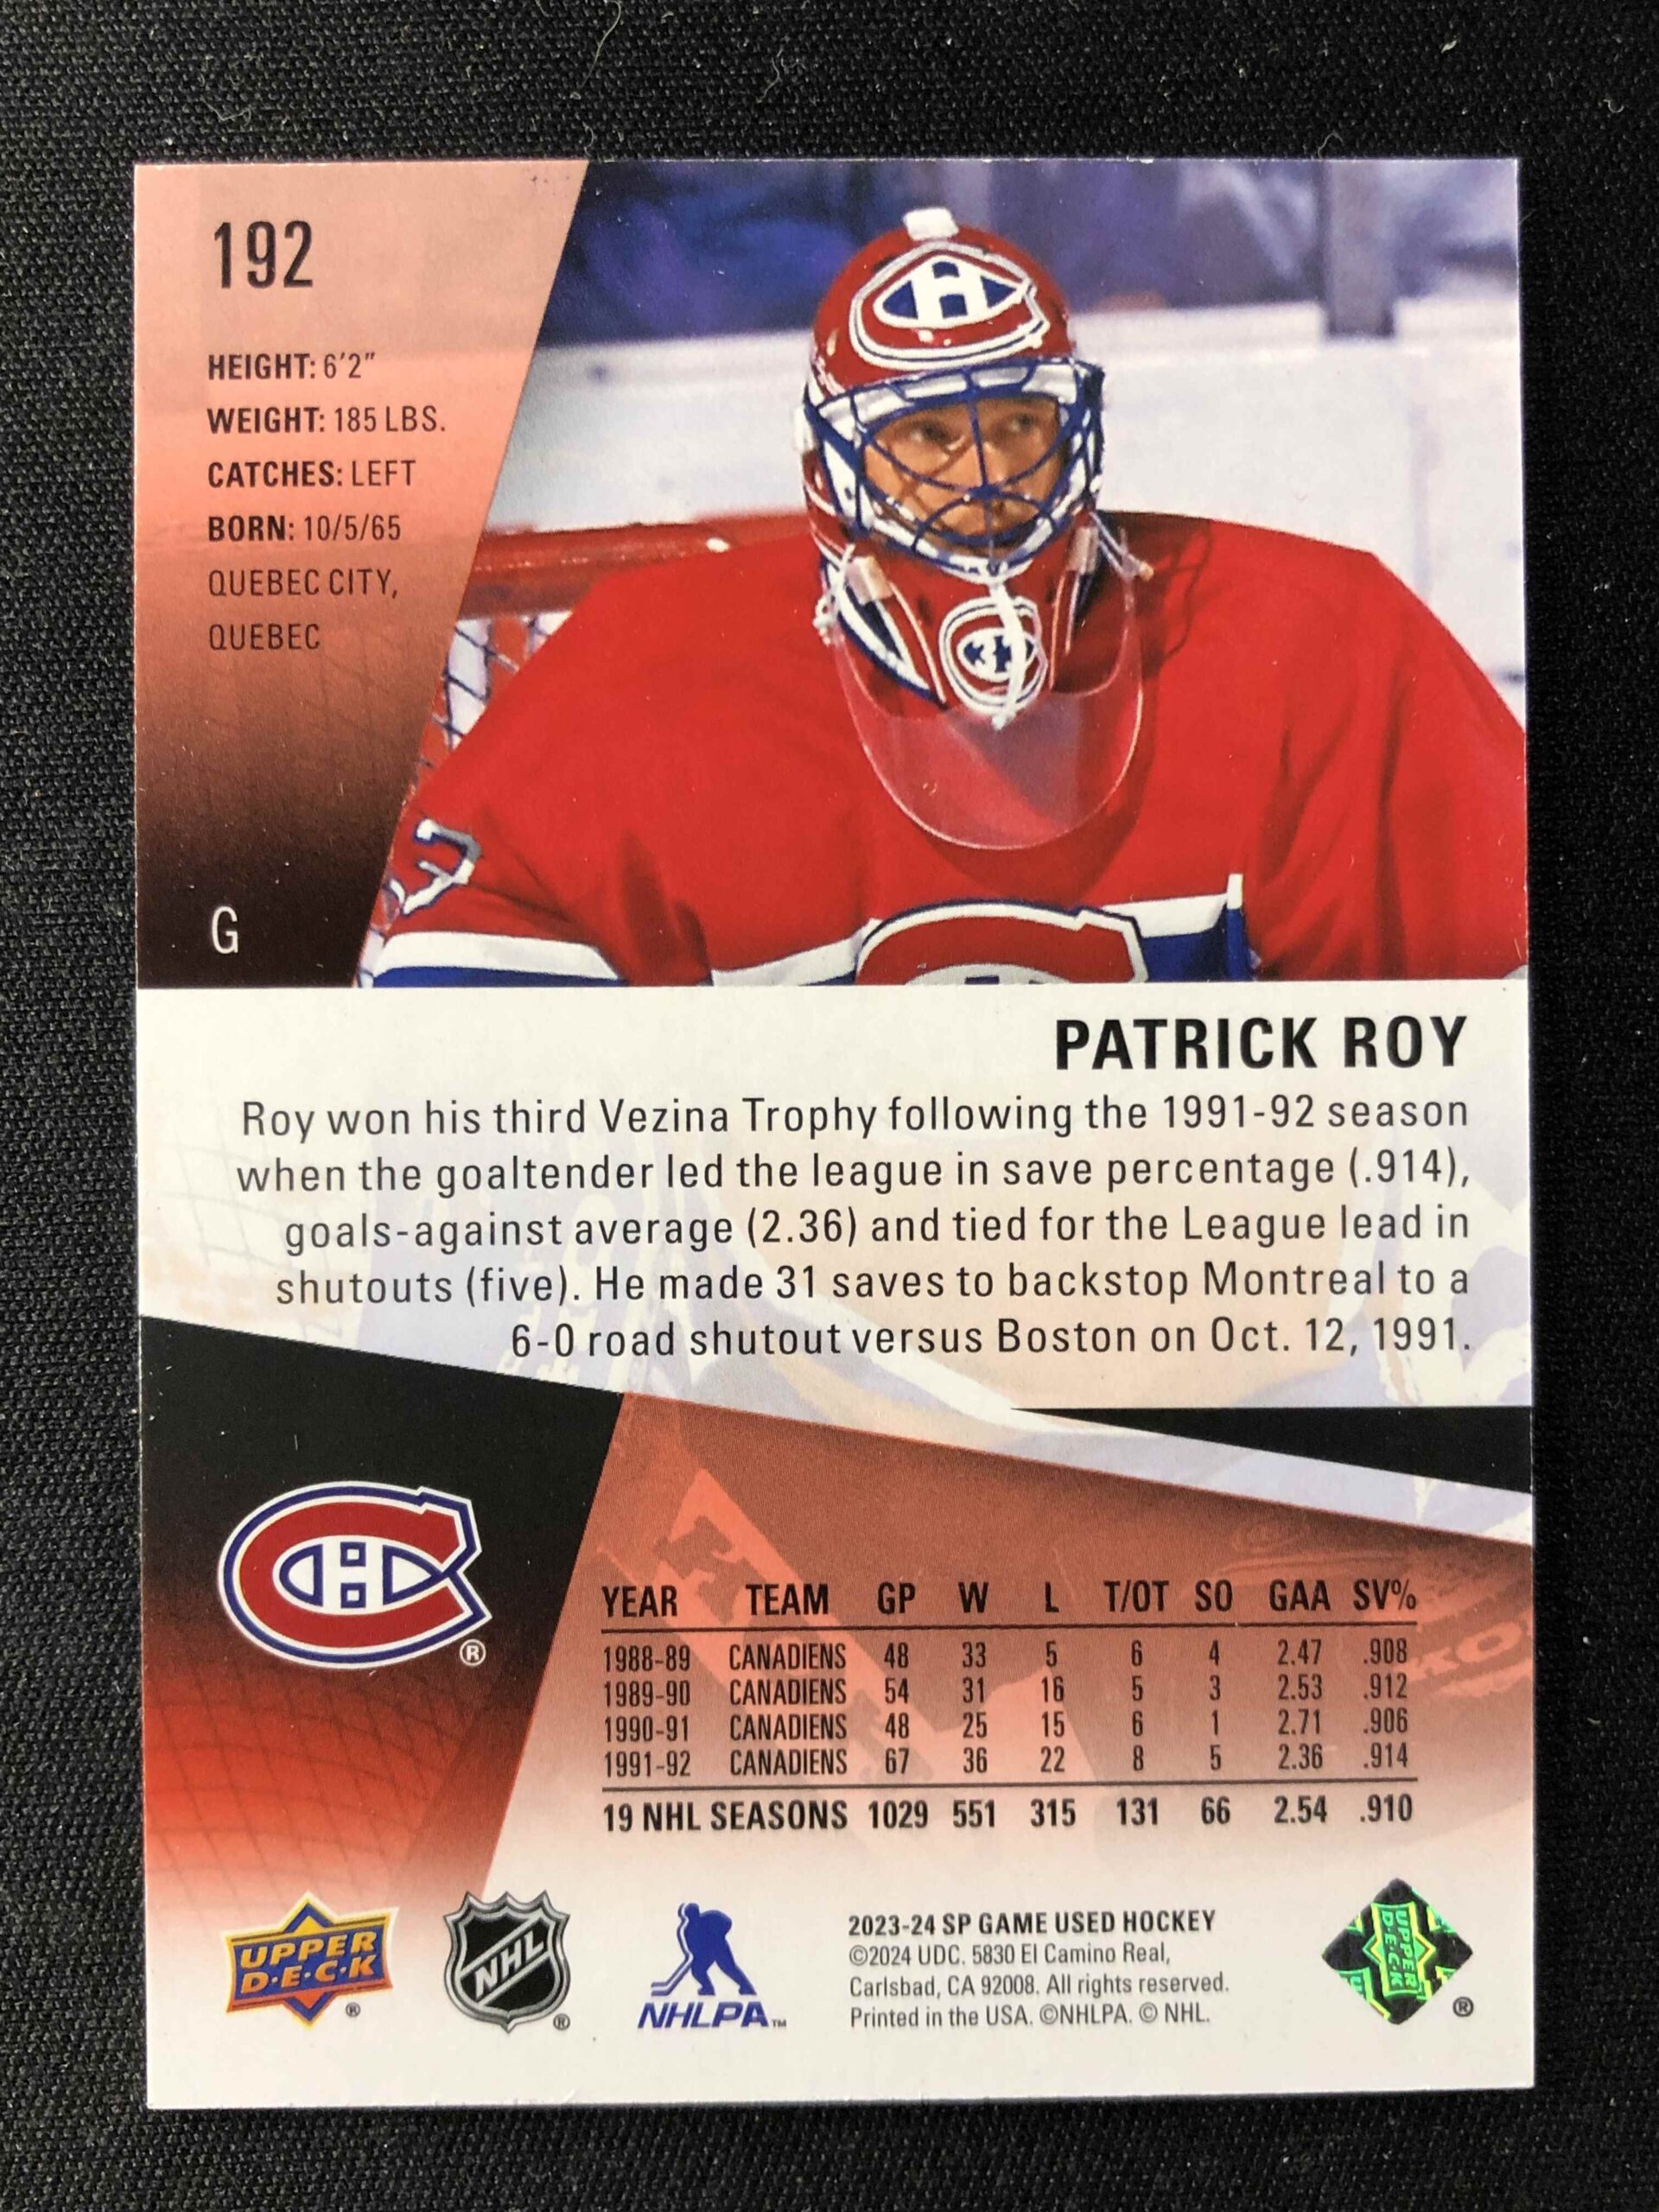 192
HEIGHT: 6'2"
WEIGHT: 185 LBS.
CATCHES: LEFT
BORN: 10/5/65
QUEBEC CITY,
QUEBEC
G
PATRICK ROY
Roy won his third Vezina Trophy following the 1991-92 season
when the goaltender led the league in save percentage (.914),
goals-against average (2.36) and tied for the League lead in
shutouts (five). He made 31 saves to backstop Montreal to a
6-0 road shutout versus Boston on Oct. 12, 1991.
YEAR TEAM GP W L T/OT SO GAA SV%
1988-89 CANADIENS 48 33 5 6 4 2.47 .908
1989-90 CANADIENS 54 31 16 5 3 2.53 .912
1990-91 CANADIENS 48 25 15 6 1 2.71 .906
1991-92 CANADIENS 67 36 22 8 5 2.36 .914
19 NHL SEASONS 1029 551 315 131 66 2.54 .910
UPPER
D·E·C·K ®
NHL ®
NHLPA™
2023-24 SP GAME USED HOCKEY
©2024 UDC. 5830 El Camino Real,
Carlsbad, CA 92008. All rights reserved.
Printed in the USA. ©NHLPA. © NHL.
UPPER
DECK
®